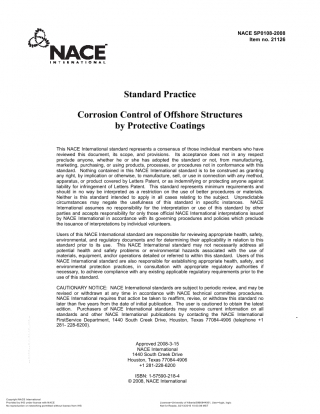 NACE SP0108-2008
Item no. 21126
NACE
INTERNATIONAL
Standard Practice
Corrosion Control of Offshore Structures
by Protective Coatings
This NACE International standard represents a consensus of those individual members who have
reviewed this document, its scope, and provisions. Its acceptance does not in any respect
preclude anyone, whether he or she has adopted the standard or not, from manufacturing,
marketing, purchasing, or using products, processes, or procedures not in conformance with this
standard. Nothing contained in this NACE International standard is to be construed as granting
any right, by implication or otherwise, to manufacture, sell, or use in connection with any method,
apparatus, or product covered by Letters Patent, or as indemnifying or protecting anyone against
liability for infringement of Letters Patent. This standard represents minimum requirements and
should in no way be interpreted as a restriction on the use of better procedures or materials.
Neither is this standard intended to apply in all cases relating to the subject. Unpredictable
circumstances may negate the usefulness of this standard in specific instances. NACE
International assumes no responsibility for the interpretation or use of this standard by other
parties and accepts responsibility for only those official NACE International interpretations issued
by NACE International in accordance with its governing procedures and policies which preclude
the issuance of interpretations by individual volunteers.
Users of this NACE International standard are responsible for reviewing appropriate health, safety,
environmental, and regulatory documents and for determining their applicability in relation to this
standard prior to its use. This NACE International standard may not necessarily address all
potential health and safety problems or environmental hazards associated with the use of
materials, equipment, and/or operations detailed or referred to within this standard. Users of this
NACE International standard are also responsible for establishing appropriate health, safety, and
environmental protection practices, in consultation with appropriate regulatory authorities if
necessary, to achieve compliance with any existing applicable regulatory requirements prior to the
use of this standard.
CAUTIONARY NOTICE: NACE International standards are subject to periodic review, and may be
revised or withdrawn at any time in accordance with NACE technical committee procedures.
NACE International requires that action be taken to reaffirm, revise, or withdraw this standard no
later than five years from the date of initial publication. The user is cautioned to obtain the latest
edition. Purchasers of NACE International standards may receive current information on all
standards and other NACE International publications by contacting the NACE International
FirstService Department, 1440 South Creek Drive, Houston, Texas 77084-4906 (telephone +1
281- 228-6200).
Approved 2008-3-15
NACE International
1440 South Creek Drive
Houston, Texas 77084-4906
+1 281-228-6200
ISBN: 1-57590-218-4
© 2008, NACE International